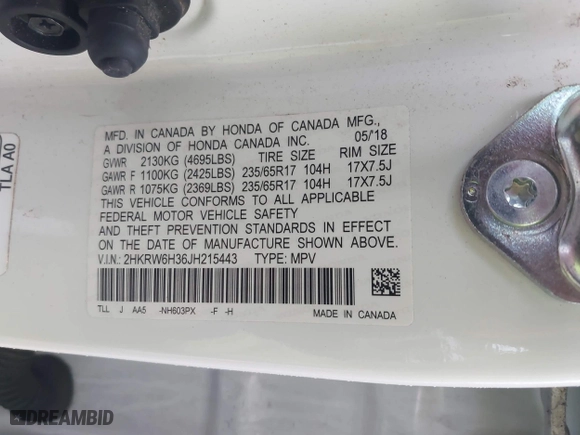 TLA A0
MFD. IN CANADA BY HONDA OF CANADA MFG.,
A DIVISION OF HONDA CANADA INC. 05/18
GVWR 2130KG (4695LBS) TIRE SIZE RIM SIZE
GAWR F 1100KG (2425LBS) 235/65R17 104H 17X7.5J
GAWR R 1075KG (2369LBS) 235/65R17 104H 17X7.5J
THIS VEHICLE CONFORMS TO ALL APPLICABLE
FEDERAL MOTOR VEHICLE SAFETY
AND THEFT PREVENTION STANDARDS IN EFFECT
ON THE DATE OF MANUFACTURE SHOWN ABOVE.
V.I.N.: 2HKRW6H36JH215443 TYPE: MPV
TLL J AA5 -NH603PX -F -H
MADE IN CANADA
DREAMBID